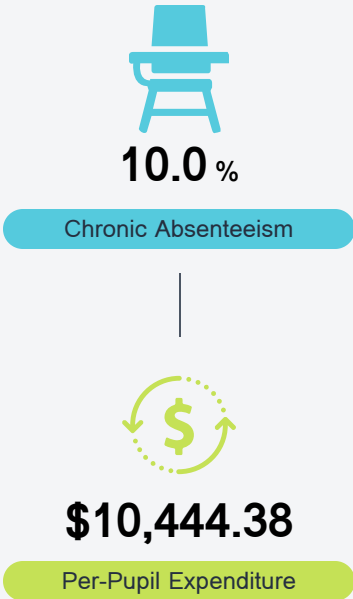 10.0 %
Chronic Absenteeism
$
$10,444.38
Per-Pupil Expenditure